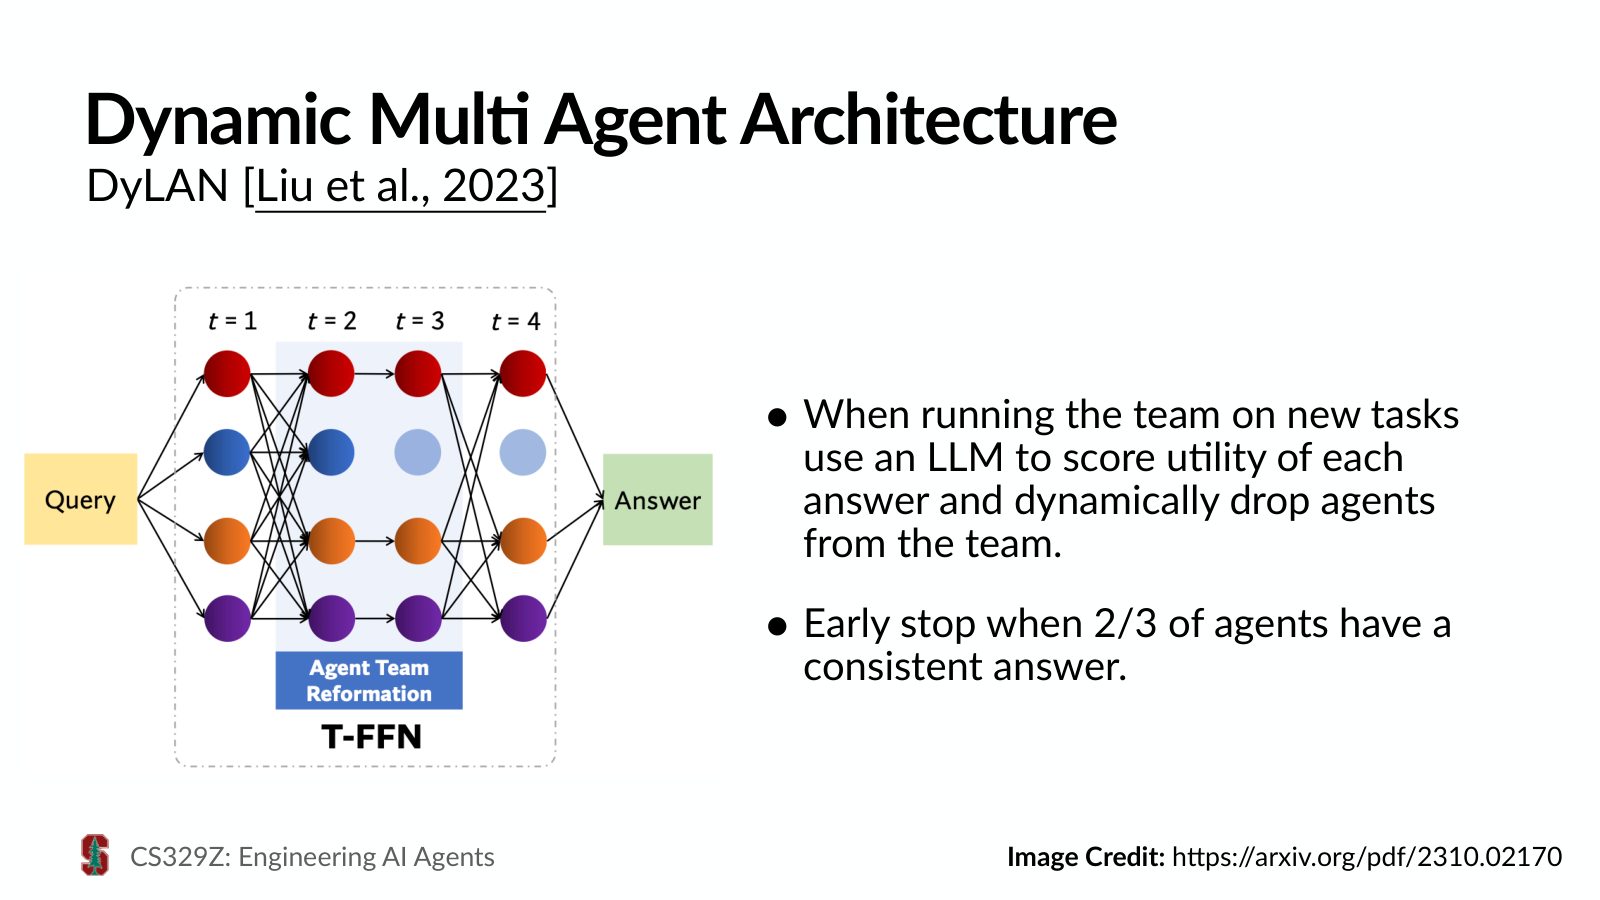 Dynamic Multi Agent Architecture
DyLAN [Liu et al., 2023]
t = 1 t = 2 t = 3 t = 4
Query
Answer
Agent Team
Reformation
T-FFN
● When running the team on new tasks
use an LLM to score utility of each
answer and dynamically drop agents
from the team.
● Early stop when 2/3 of agents have a
consistent answer.
CS329Z: Engineering AI Agents
Image Credit: https://arxiv.org/pdf/2310.02170